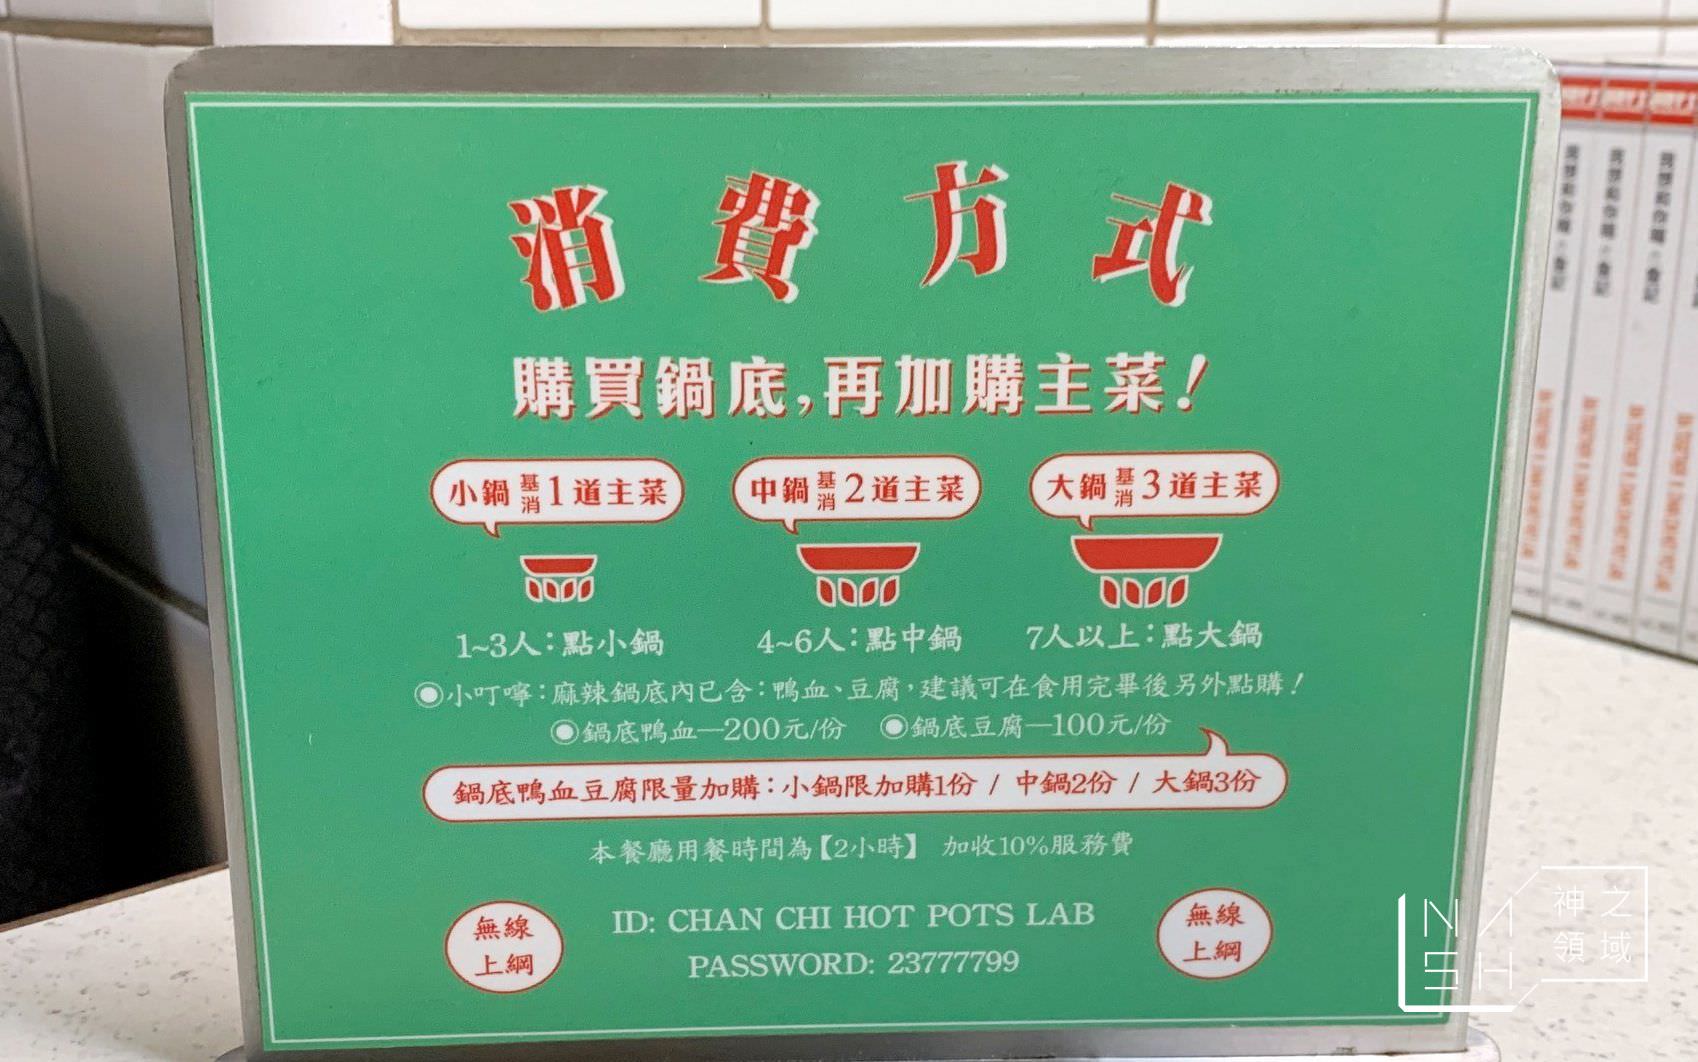 消費方式
購買鍋底,再加購主菜!
小鍋基消1道主菜
中鍋基消2道主菜
大鍋基消3道主菜
1~3人:點小鍋
4~6人:點中鍋
7人以上:點大鍋
◉小叮嚀:麻辣鍋底內已含:鴨血、豆腐,建議可在食用完畢後另外點購!
◉鍋底鴨血—200元/份 ◉鍋底豆腐—100元/份
鍋底鴨血豆腐限量加購:小鍋限加購1份 / 中鍋2份 / 大鍋3份
本餐廳用餐時間為【2小時】 加收10%服務費
無線
上網
ID: CHAN CHI HOT POTS LAB
PASSWORD: 23777799
無線
上網
NASH
神之
領域